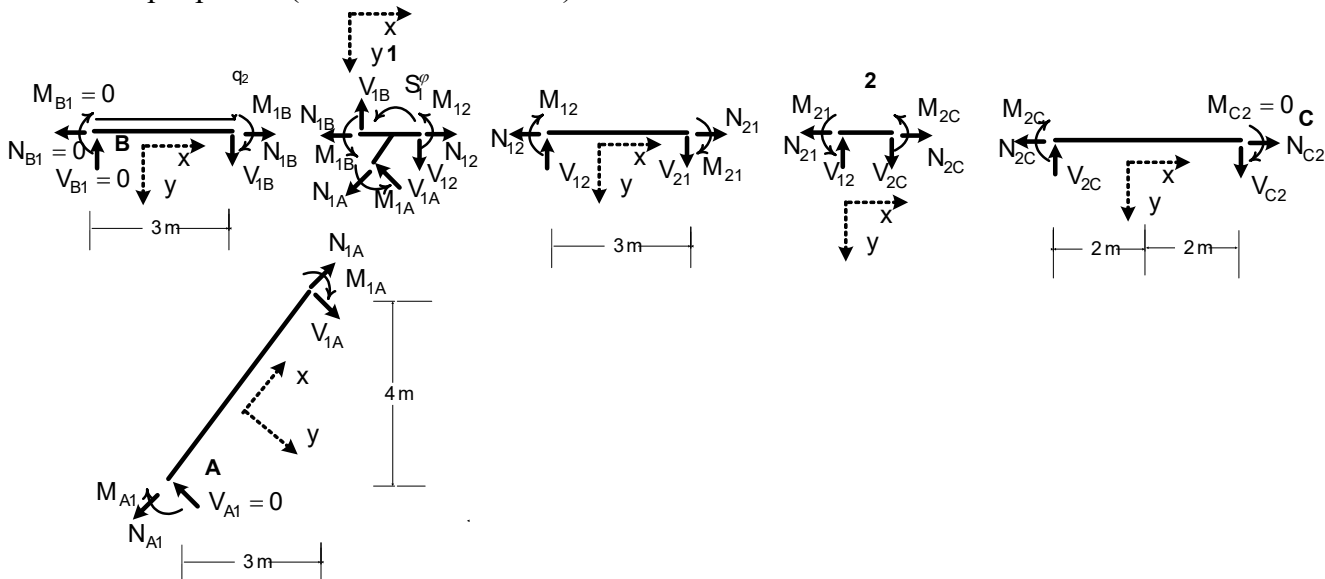 x
y 1
q₂
M_B1 = 0
M_1B
N_B1 = 0
B
V_B1 = 0
x
y
N_1B
V_1B
3 m
V_1B
S_1^φ
M_12
N_1B
M_1B
N_12
V_12
N_1A
M_1A
V_1A
M_12
N_12
V_12
x
y
N_21
V_21
M_21
3 m
2
M_21
M_2C
N_21
N_2C
V_12
V_2C
x
y
M_2C
N_2C
V_2C
x
y
M_C2 = 0
C
N_C2
V_C2
2 m
2 m
N_1A
M_1A
V_1A
x
y
4 m
A
M_A1
V_A1 = 0
N_A1
3 m